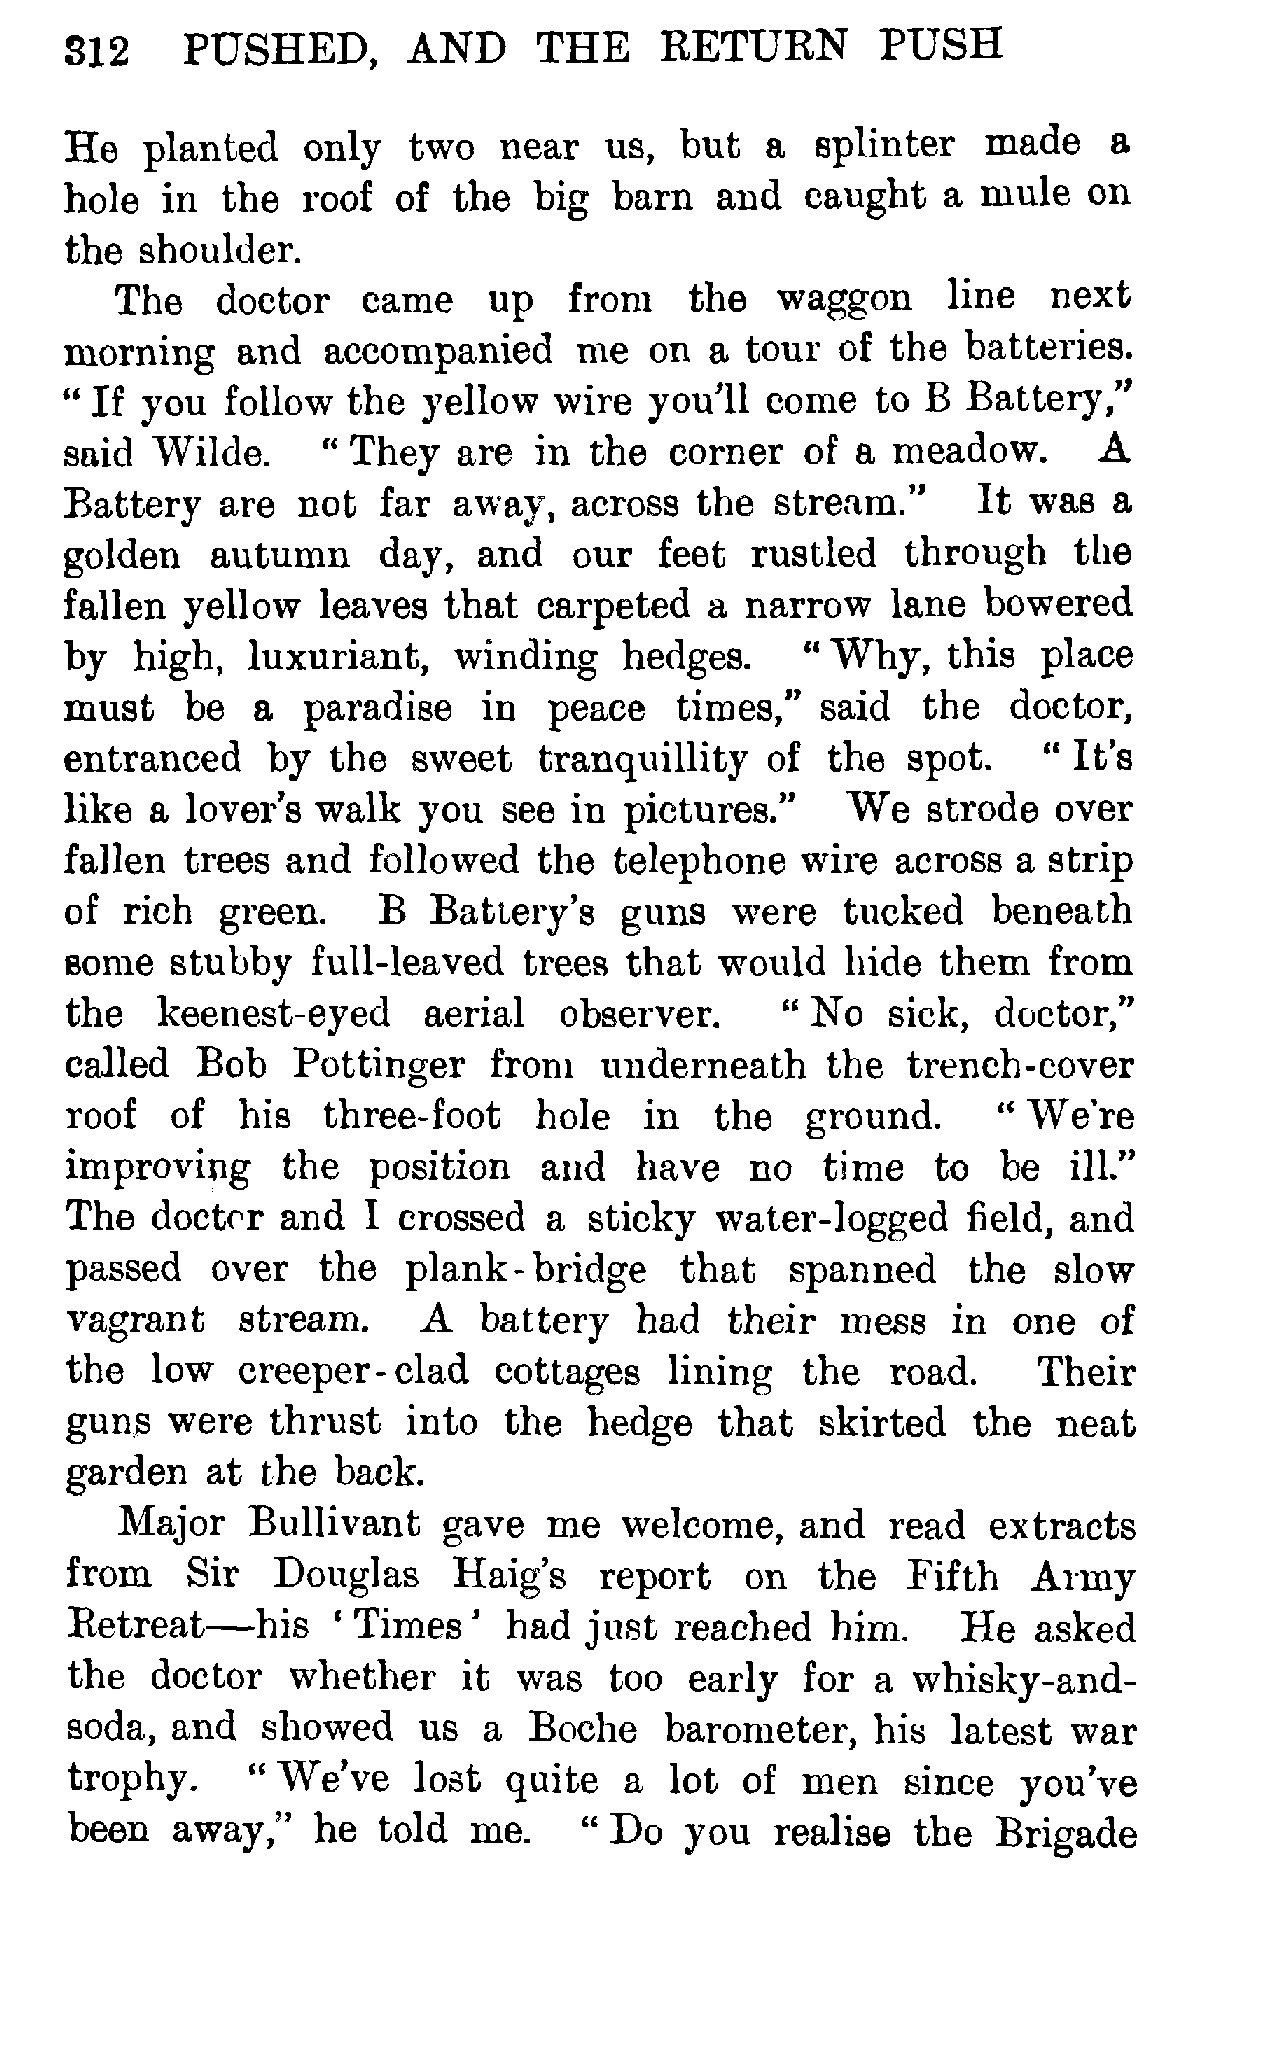 312 PUSHED, AND THE RETURN PUSH
He planted only two near us, but a splinter made a
hole in the roof of the big barn and caught a mule on
the shoulder.
The doctor came up from the waggon line next
morning and accompanied me on a tour of the batteries.
“If you follow the yellow wire you'll come to B Battery,”
said Wilde. “They are in the corner of a meadow. A
Battery are not far away, across the stream.” It was a
golden autumn day, and our feet rustled through the
fallen yellow leaves that carpeted a narrow lane bowered
by high, luxuriant, winding hedges. “Why, this place
must be a paradise in peace times,” said the doctor,
entranced by the sweet tranquillity of the spot. “It's
like a lover's walk you see in pictures.” We strode over
fallen trees and followed the telephone wire across a strip
of rich green. B Battery's guns were tucked beneath
some stubby full-leaved trees that would hide them from
the keenest-eyed aerial observer. “No sick, doctor,”
called Bob Pottinger from underneath the trench-cover
roof of his three-foot hole in the ground. “We're
improving the position and have no time to be ill.”
The doctor and I crossed a sticky water-logged field, and
passed over the plank-bridge that spanned the slow
vagrant stream. A battery had their mess in one of
the low creeper-clad cottages lining the road. Their
guns were thrust into the hedge that skirted the neat
garden at the back.
Major Bullivant gave me welcome, and read extracts
from Sir Douglas Haig's report on the Fifth Army
Retreat—his ‘Times’ had just reached him. He asked
the doctor whether it was too early for a whisky-and-
soda, and showed us a Boche barometer, his latest war
trophy. “We've lost quite a lot of men since you've
been away,” he told me. “Do you realise the Brigade